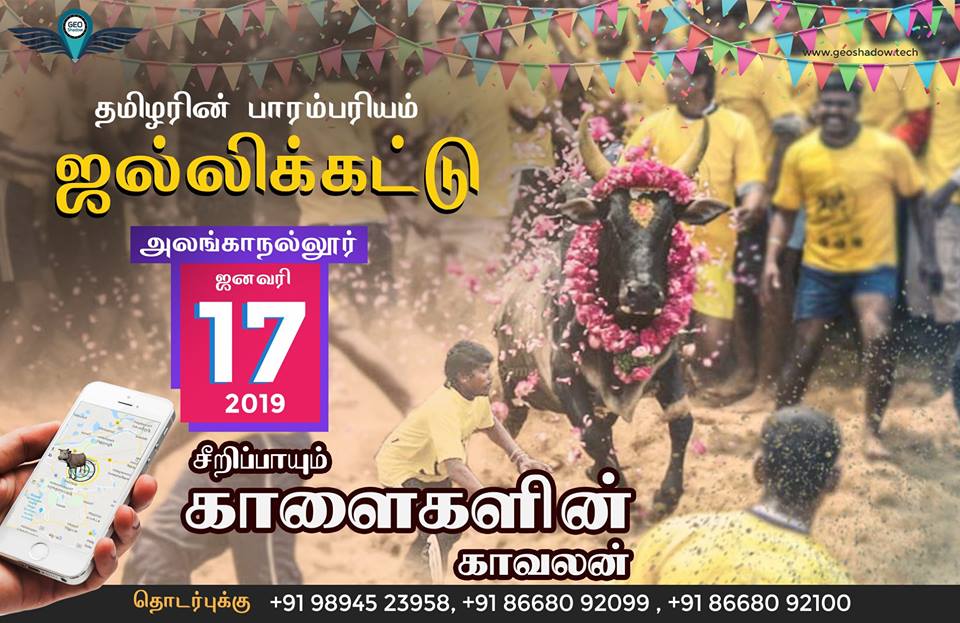 GEO
Shadow
www.geoshadow.tech
தமிழரின் பாரம்பரியம்
ஜல்லிக்கட்டு
அலங்காநல்லூர்
ஜனவரி
17
2019
சீறிப்பாயும்
காளைகளின்
காவலன்
தொடர்புக்கு +91 98945 23958, +91 86680 92099 , +91 86680 92100